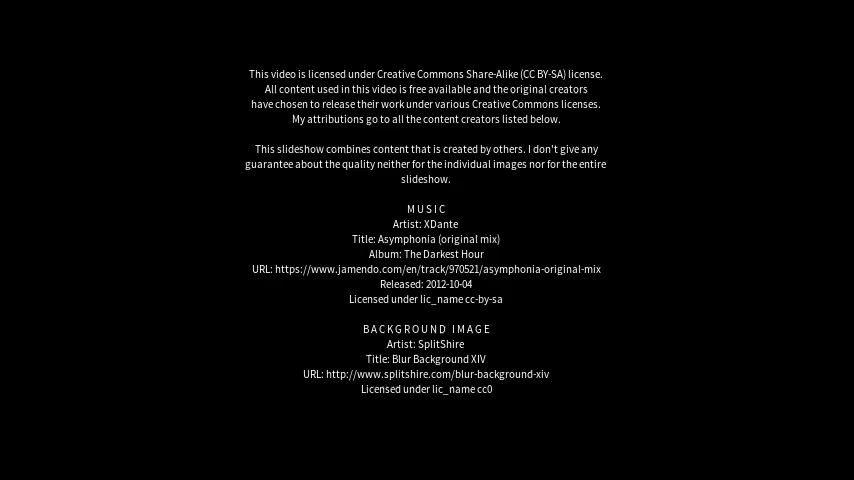 This video is licensed under Creative Commons Share-Alike (CC BY-SA) license.
All content used in this video is free available and the original creators
have chosen to release their work under various Creative Commons licenses.
My attributions go to all the content creators listed below.
This slideshow combines content that is created by others. I don't give any
guarantee about the quality neither for the individual images nor for the entire
slideshow.
MUSIC
Artist: XDante
Title: Asymphonia (original mix)
Album: The Darkest Hour
URL: https://www.jamendo.com/en/track/970521/asymphonia-original-mix
Released: 2012-10-04
Licensed under lic_name cc-by-sa
BACKGROUND IMAGE
Artist: SplitShire
Title: Blur Background XIV
URL: http://www.splitshire.com/blur-background-xiv
Licensed under lic_name cc0